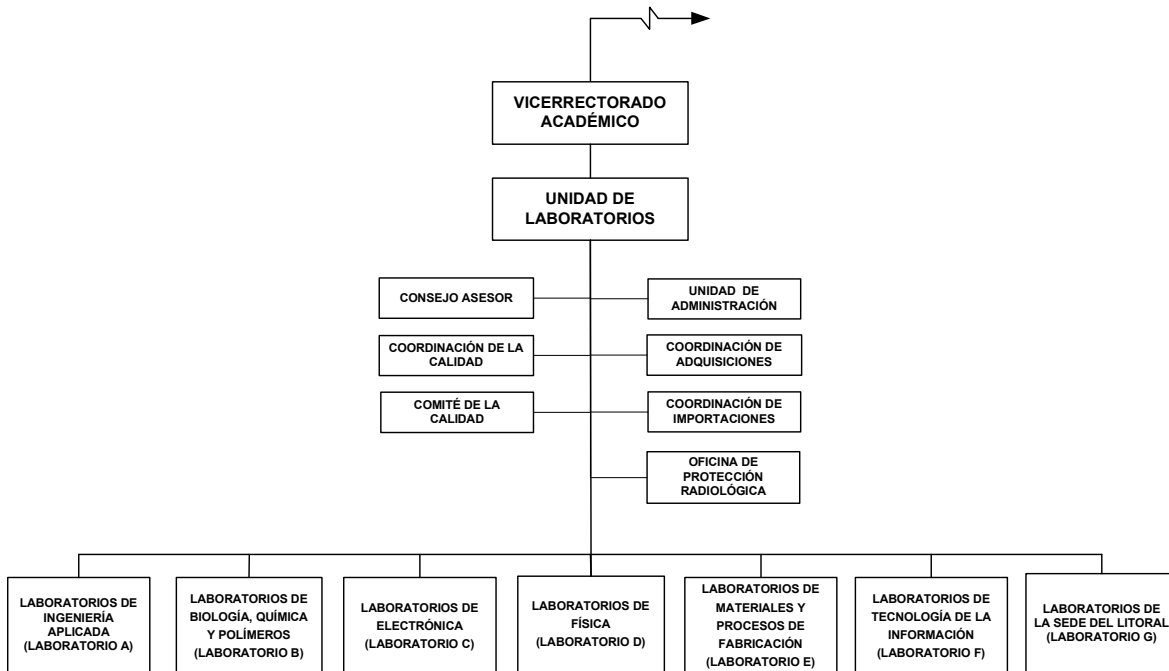 VICERRECTORADO
ACADÉMICO
UNIDAD DE
LABORATORIOS
CONSEJO ASESOR
UNIDAD DE
ADMINISTRACIÓN
COORDINACIÓN DE LA
CALIDAD
COORDINACIÓN DE
ADQUISICIONES
COMITÉ DE LA
CALIDAD
COORDINACIÓN DE
IMPORTACIONES
OFICINA DE
PROTECCIÓN
RADIOLÓGICA
LABORATORIOS DE
INGENIERÍA
APLICADA
(LABORATORIO A)
LABORATORIOS DE
BIOLOGÍA, QUÍMICA
Y POLÍMEROS
(LABORATORIO B)
LABORATORIOS DE
ELECTRÓNICA
(LABORATORIO C)
LABORATORIOS DE
FÍSICA
(LABORATORIO D)
LABORATORIOS DE
MATERIALES Y
PROCESOS DE
FABRICACIÓN
(LABORATORIO E)
LABORATORIOS DE
TECNOLOGÍA DE LA
INFORMACIÓN
(LABORATORIO F)
LABORATORIOS DE
LA SEDE DEL LITORAL
(LABORATORIO G)